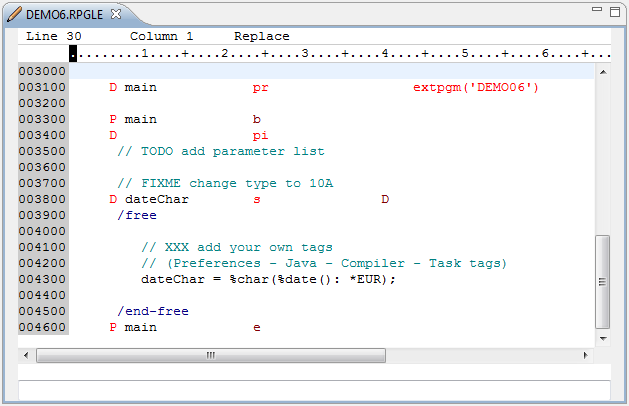 DEMO6.RPGLE
Line 30 Column 1 Replace
.........1....+....2....+....3....+....4....+....5....+....6....+...
003000
003100 D main pr extpgm('DEMO06')
003200
003300 P main b
003400 D pi
003500 // TODO add parameter list
003600
003700 // FIXME change type to 10A
003800 D dateChar s D
003900 /free
004000
004100 // XXX add your own tags
004200 // (Preferences - Java - Compiler - Task tags)
004300 dateChar = %char(%date(): *EUR);
004400
004500 /end-free
004600 P main e